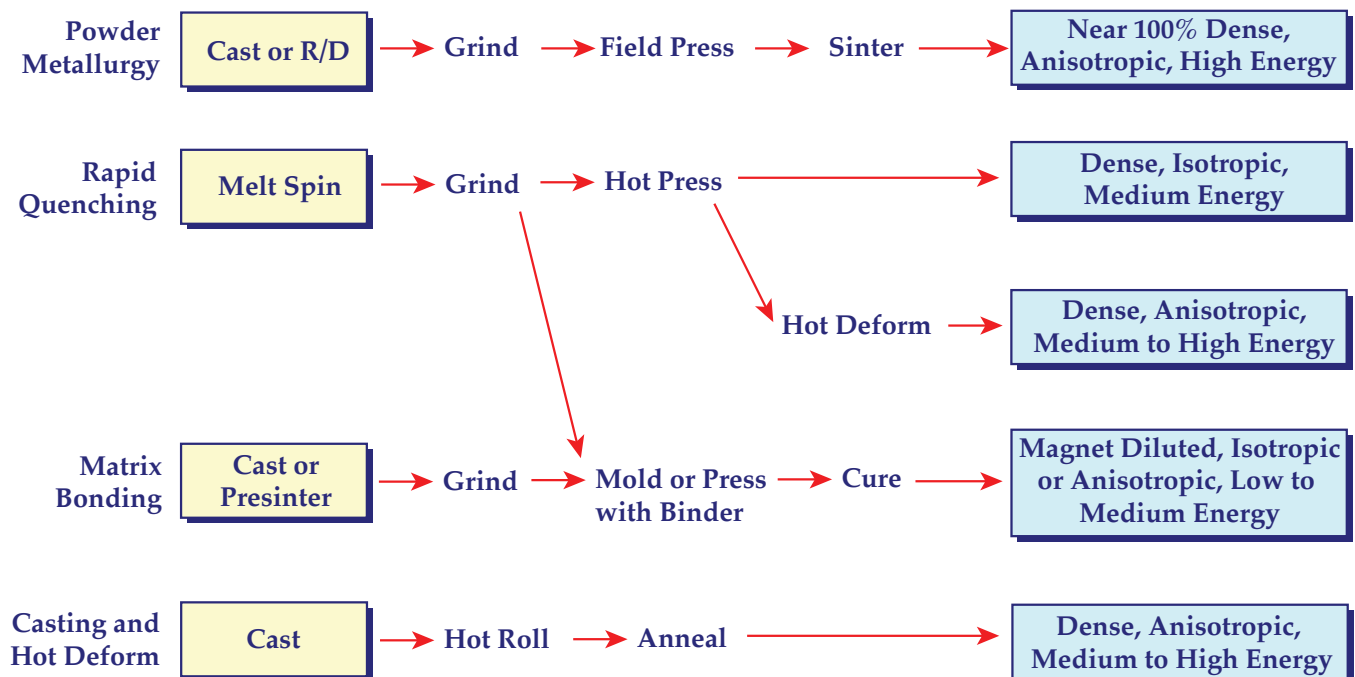 Powder
Metallurgy
Cast or R/D
Grind
Field Press
Sinter
Near 100% Dense,
Anisotropic, High Energy
Rapid
Quenching
Melt Spin
Grind
Hot Press
Dense, Isotropic,
Medium Energy
Hot Deform
Dense, Anisotropic,
Medium to High Energy
Matrix
Bonding
Cast or
Presinter
Grind
Mold or Press
with Binder
Cure
Magnet Diluted, Isotropic
or Anisotropic, Low to
Medium Energy
Casting and
Hot Deform
Cast
Hot Roll
Anneal
Dense, Anisotropic,
Medium to High Energy